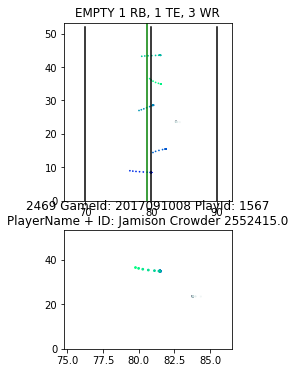 EMPTY 1 RB, 1 TE, 3 WR
50
40
30
20
10
0
70 80 90
2469 GameId: 2017091008 PlayId: 1567
PlayerName + ID: Jamison Crowder 2552415.0
40
20
0
75.0 77.5 80.0 82.5 85.0